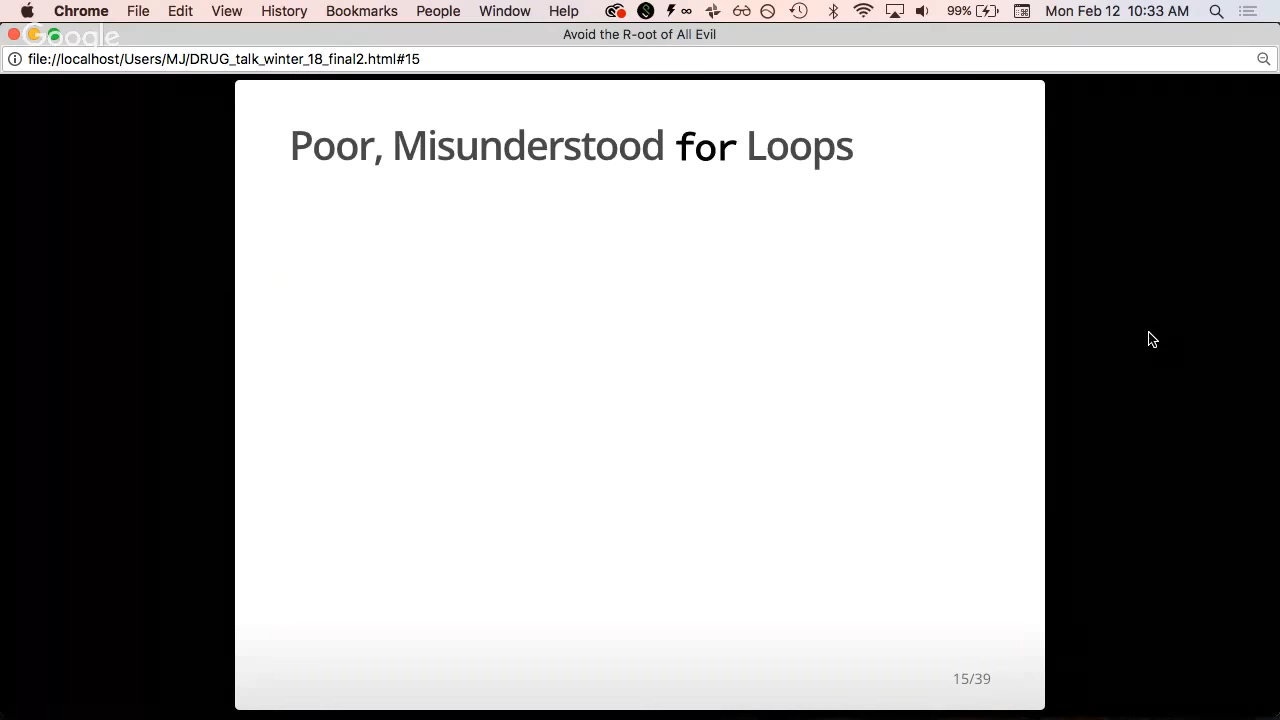 Chrome File Edit View History Bookmarks People Window Help 99% Mon Feb 12 10:33 AM
Google
Avoid the R-oot of All Evil
file://localhost/Users/MJ/DRUG_talk_winter_18_final2.html#15
Poor, Misunderstood for Loops
15/39